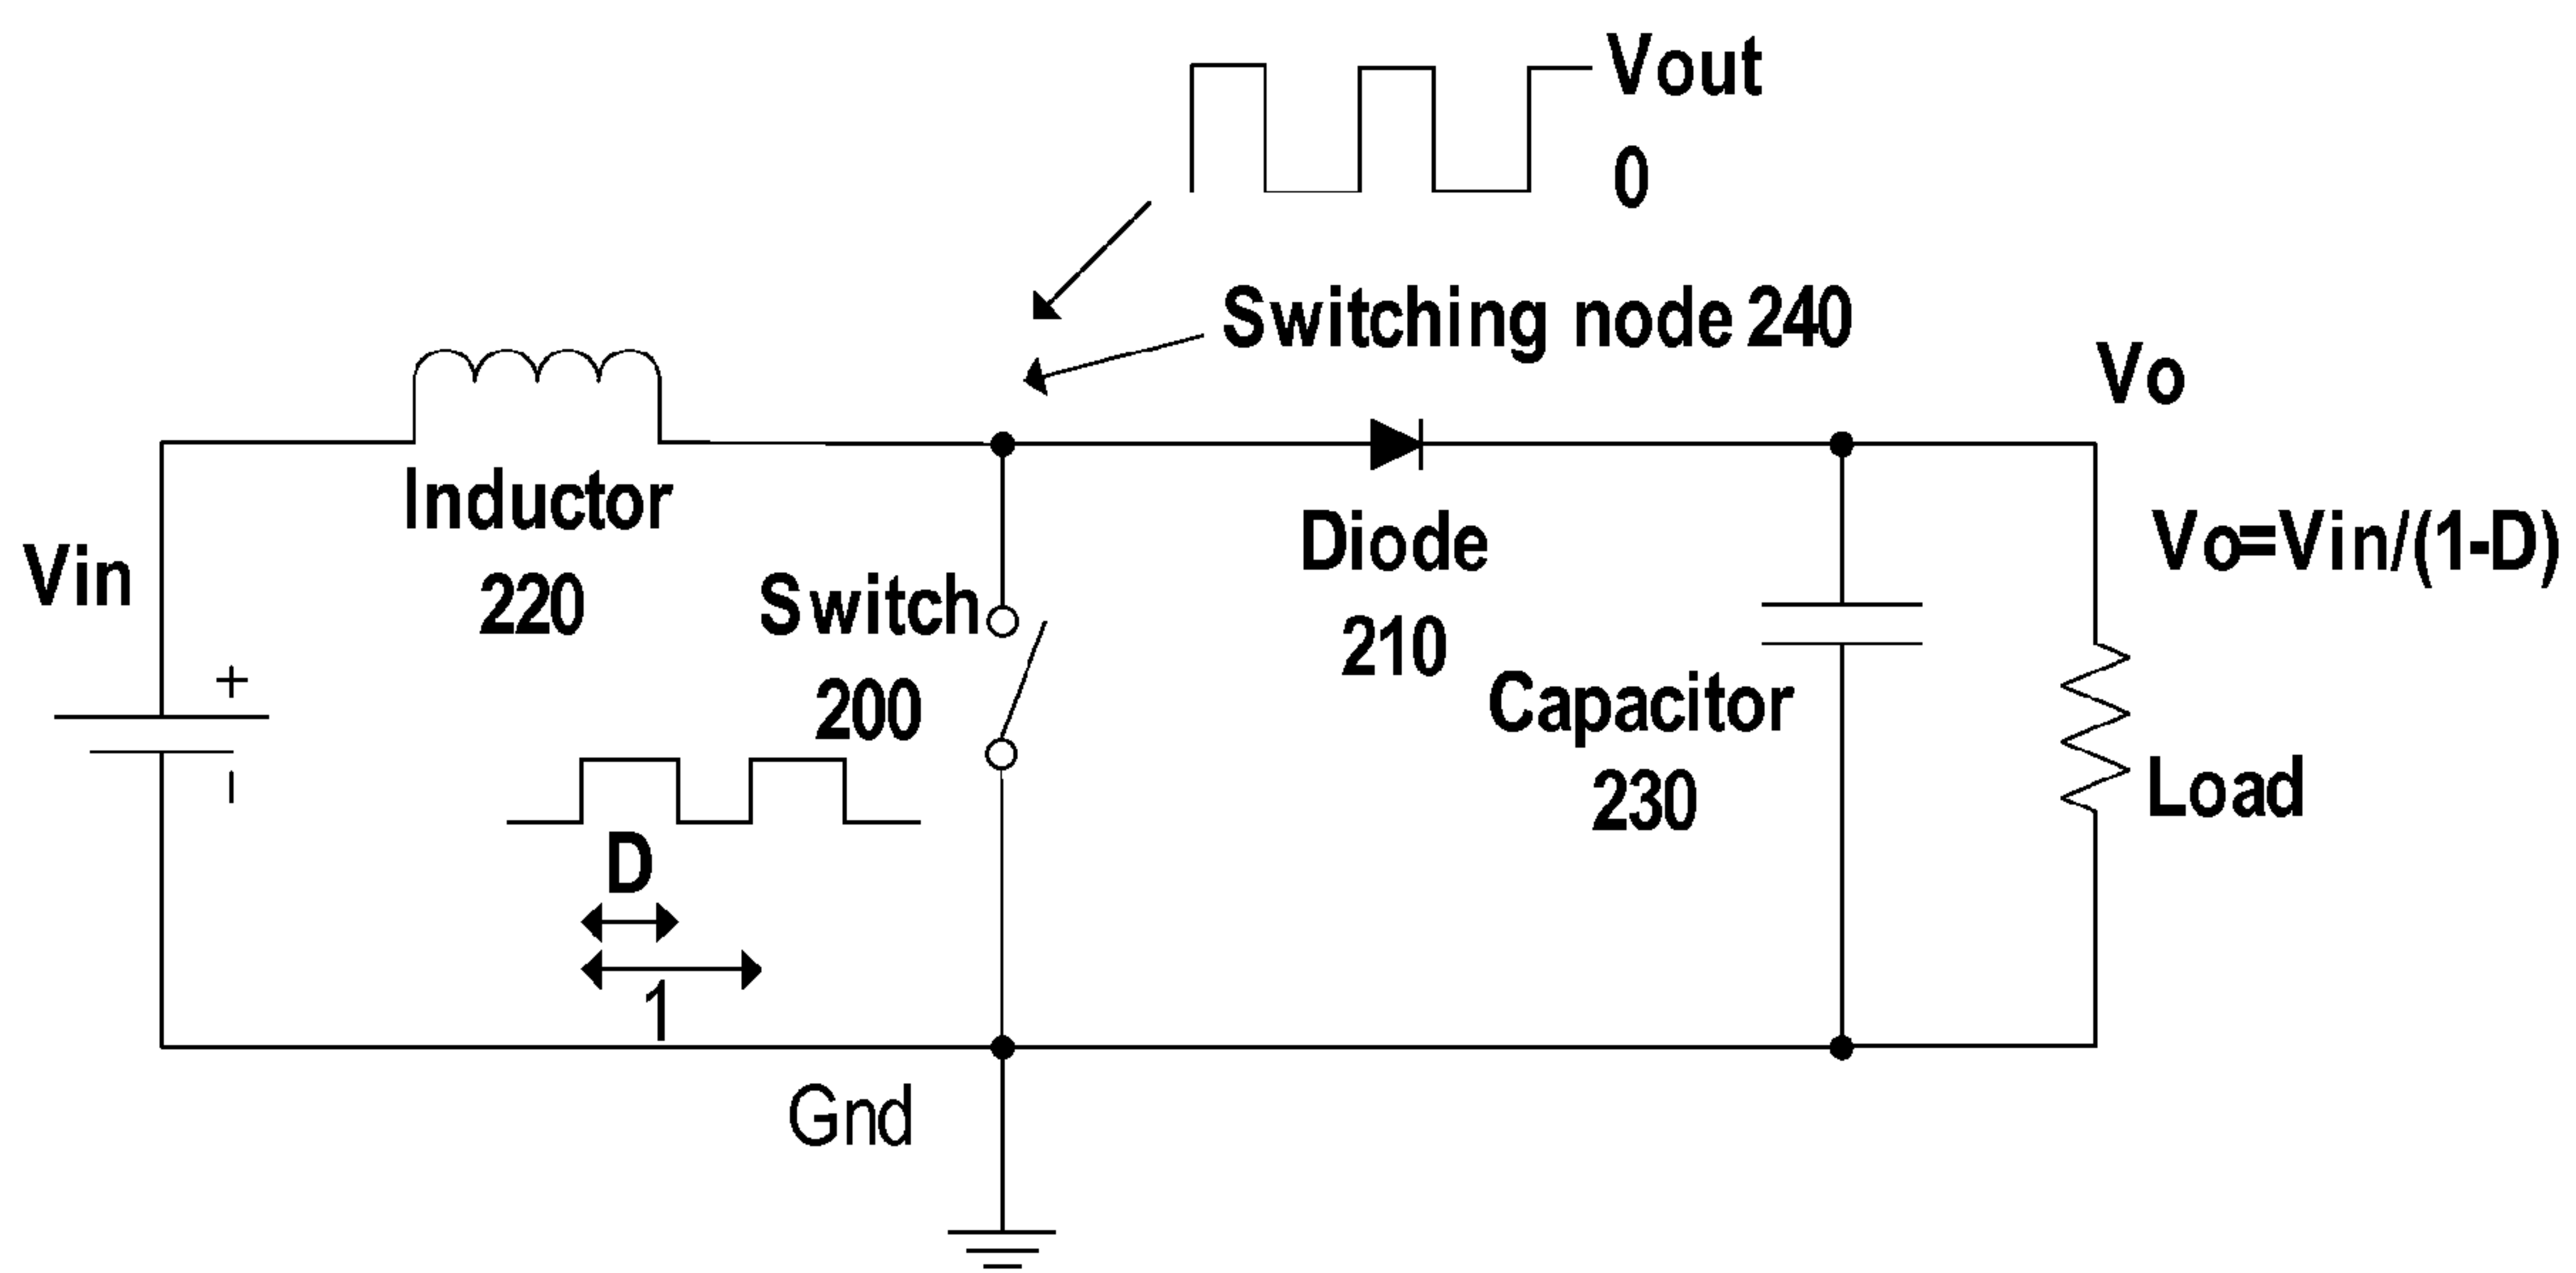 Vout
0
Switching node 240
Vo
Inductor
220
Vin
+
-
Switch
200
Diode
210
Vo=Vin/(1-D)
Capacitor
230
Load
D
1
Gnd